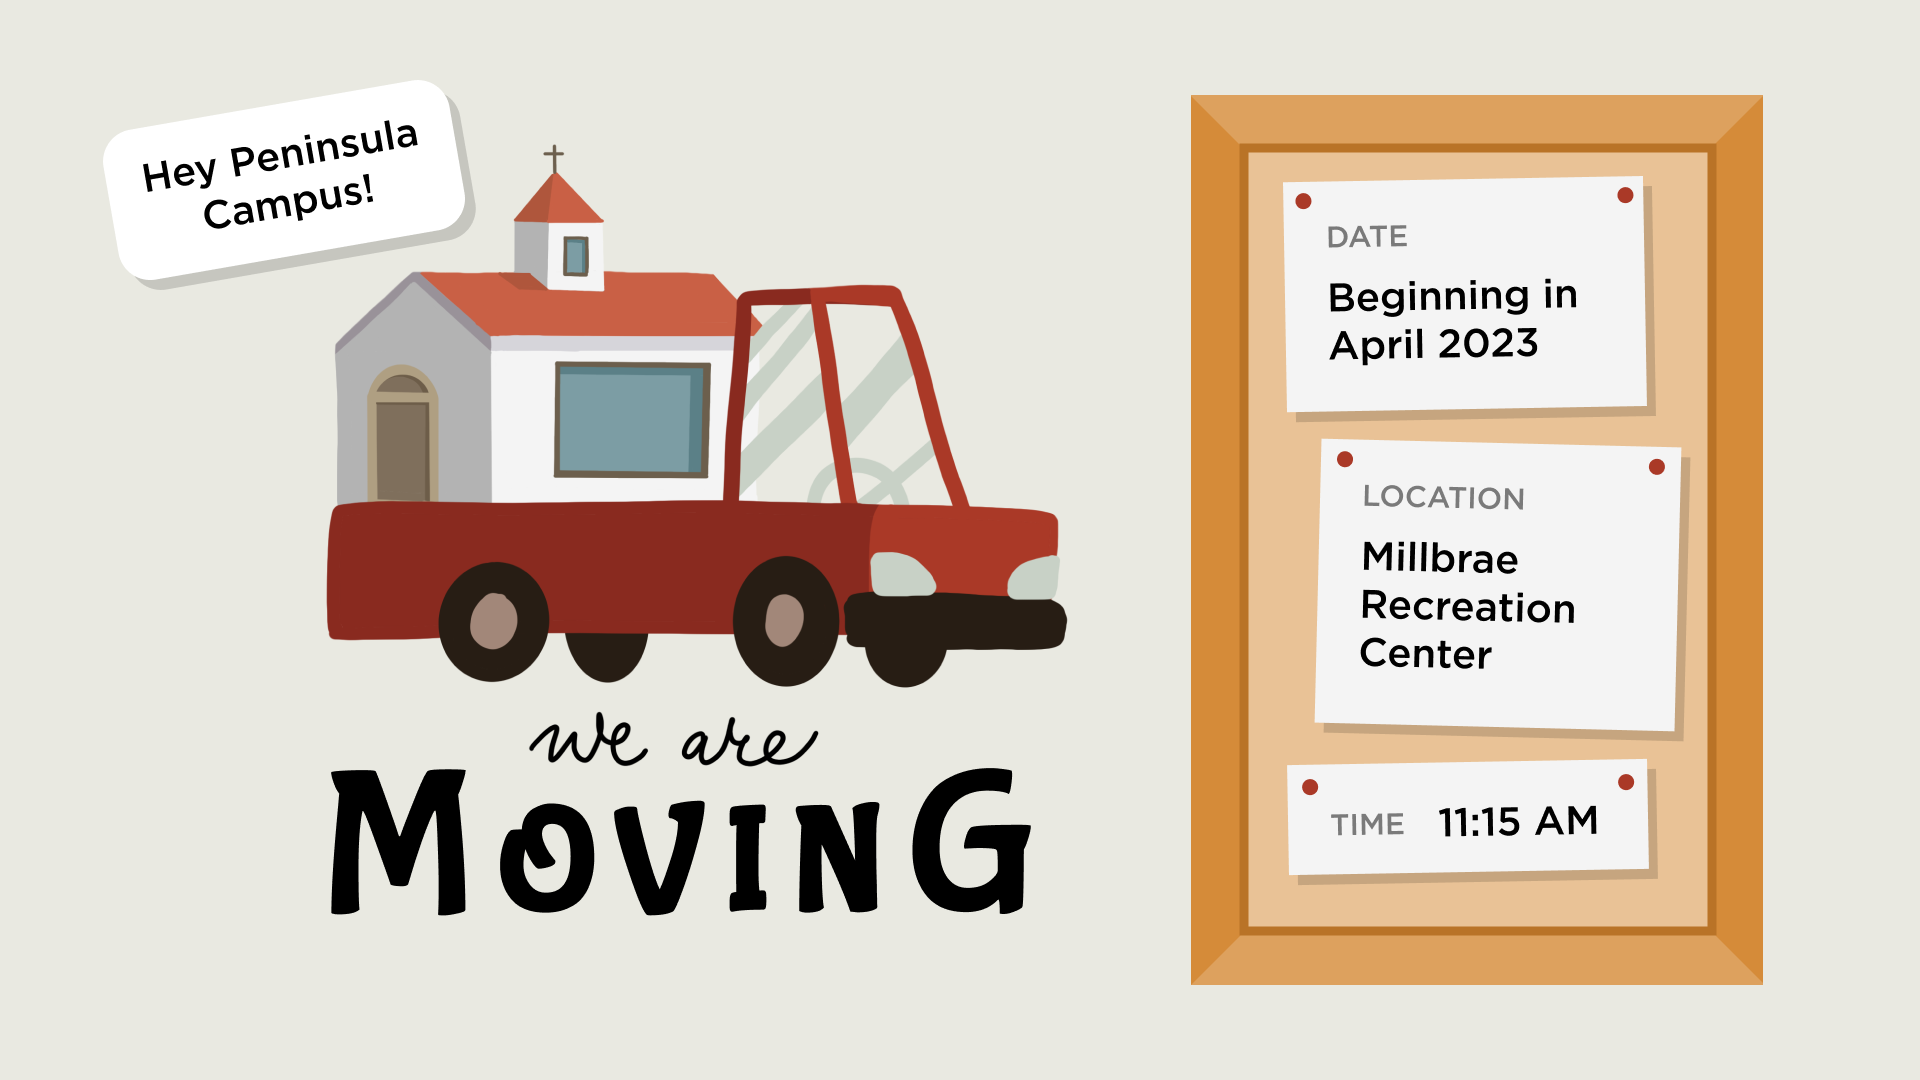 Hey Peninsula
Campus!
we are
MOVING
DATE
Beginning in
April 2023
LOCATION
Millbrae
Recreation
Center
TIME 11:15 AM